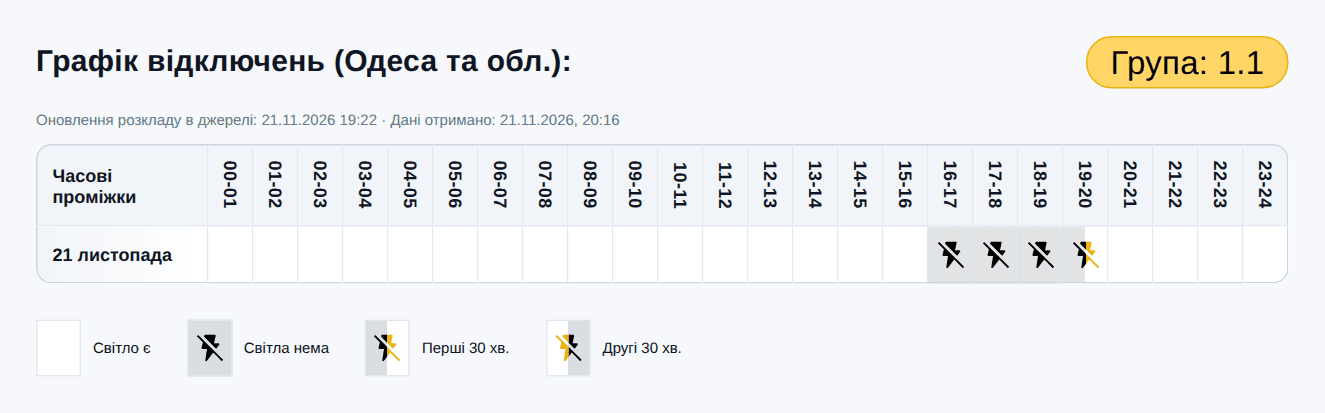 Графік відключень (Одеса та обл.):
Група: 1.1
Оновлення розкладу в джерелі: 21.11.2026 19:22 · Дані отримано: 21.11.2026, 20:16
Часові
проміжки
00-01
01-02
02-03
03-04
04-05
05-06
06-07
07-08
08-09
09-10
10-11
11-12
12-13
13-14
14-15
15-16
16-17
17-18
18-19
19-20
20-21
21-22
22-23
23-24
21 листопада
Світло є
Світла нема
Перші 30 хв.
Другі 30 хв.